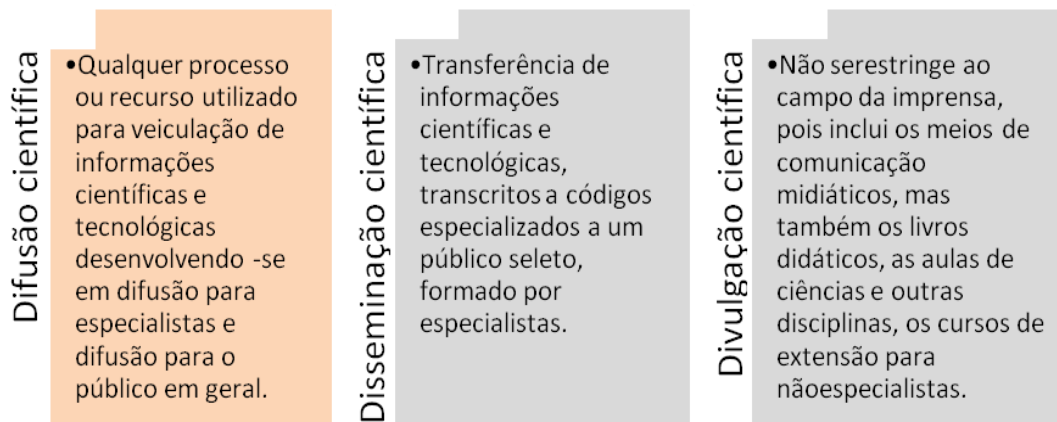 Difusão científica
•Qualquer processo
ou recurso utilizado
para veiculação de
informações
científicas e
tecnológicas
desenvolvendo -se
em difusão para
especialistas e
difusão para o
público em geral.
Disseminação científica
•Transferência de
informações
científicas e
tecnológicas,
transcritos a códigos
especializados a um
público seleto,
formado por
especialistas.
Divulgação científica
•Não serestringe ao
campo da imprensa,
pois inclui os meios de
comunicação
midiáticos, mas
também os livros
didáticos, as aulas de
ciências e outras
disciplinas, os cursos de
extensão para
nãoespecialistas.